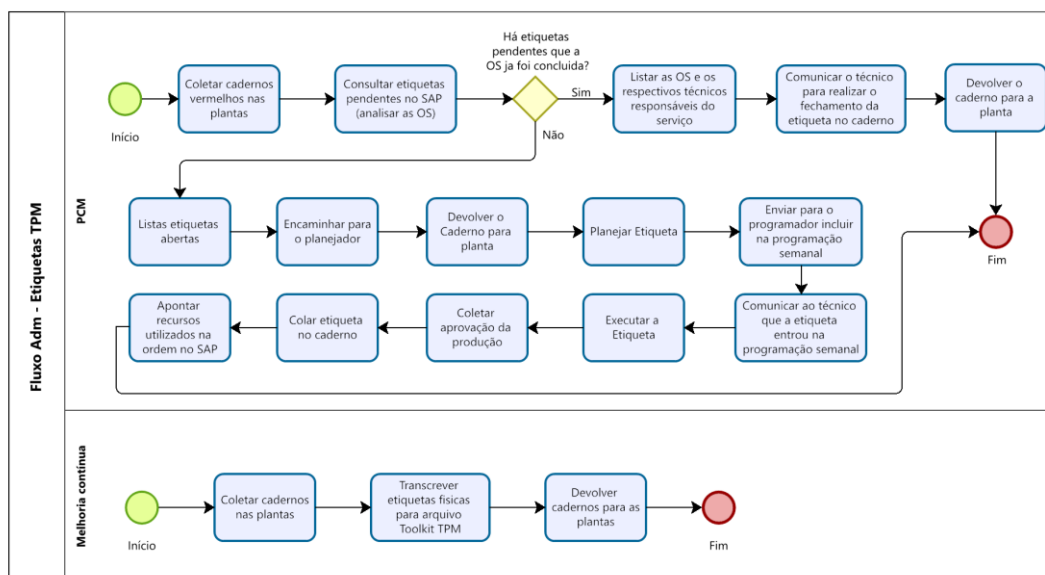 Fluxo Adm - Etiquetas TPM
PCM
Início
Coletar cadernos
vermelhos nas
plantas
Consultar etiquetas
pendentes no SAP
(analisar as OS)
Há etiquetas
pendentes que a
OS ja foi concluida?
Sim
Não
Listar as OS e os
respectivos técnicos
responsáveis do
serviço
Comunicar o técnico
para realizar o
fechamento da
etiqueta no caderno
Devolver o
caderno para a
planta
Listas etiquetas
abertas
Encaminhar para
o planejador
Devolver o
Caderno para
planta
Planejar Etiqueta
Enviar para o
programador incluir
na programação
semanal
Fim
Apontar
recursos
utilizados na
ordem no SAP
Colar etiqueta
no caderno
Coletar
aprovação da
produção
Executar a
Etiqueta
Comunicar ao técnico
que a etiqueta
entrou na
programação semanal
Melhoria contínua
Início
Coletar cadernos
nas plantas
Transcrever
etiquetas fisicas
para arquivo
Toolkit TPM
Devolver
cadernos para as
plantas
Fim